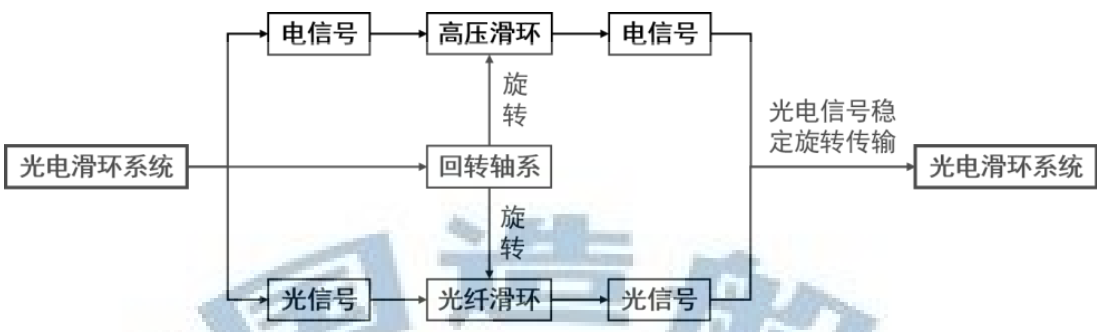 电信号
高压滑环
电信号
旋
转
光电信号稳
定旋转传输
光电滑环系统
回转轴系
光电滑环系统
旋
转
光信号
光纤滑环
光信号
造